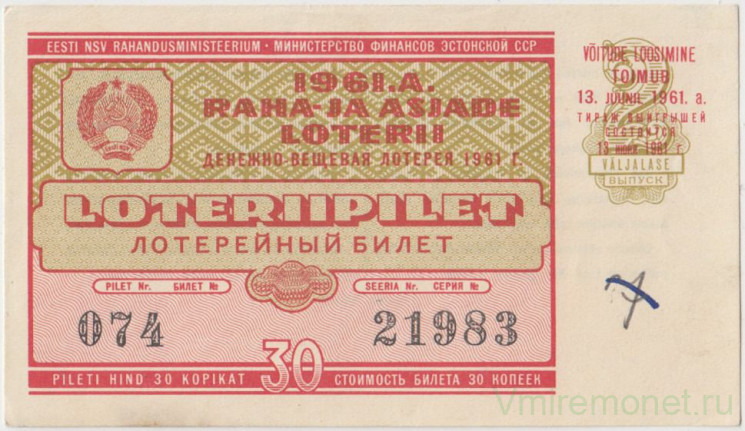 EESTI NSV RAHANDUSMINISTEERIUM · МИНИСТЕРСТВО ФИНАНСОВ ЭСТОНСКОЙ ССР
1961.A.
RAHA-JA ASJADE
LOTERII
ДЕНЕЖНО-ВЕЩЕВАЯ ЛОТЕРЕЯ 1961 г.
LOTERIIPILET
ЛОТЕРЕЙНЫЙ БИЛЕТ
PILET Nr. БИЛЕТ №
SEERIA Nr. СЕРИЯ №
074
21983
30
PILETI HIND 30 KOPIKAT
СТОИМОСТЬ БИЛЕТА 30 КОПЕЕК
2
VÕITUDE LOOSIMINE
TOIMUB
13. JUUNIL 1961. a.
ТИРАЖ ВЫИГРЫШЕЙ
СОСТОИТСЯ
13 июня 1961 г.
VÄLJALASE
ВЫПУСК
7
Vmiremonet.ru